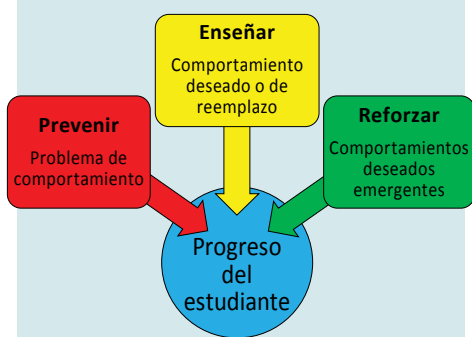 Enseñar
Comportamiento
deseado o de
reemplazo
Prevenir
Problema de
comportamiento
Reforzar
Comportamientos
deseados
emergentes
Progreso
del
estudiante